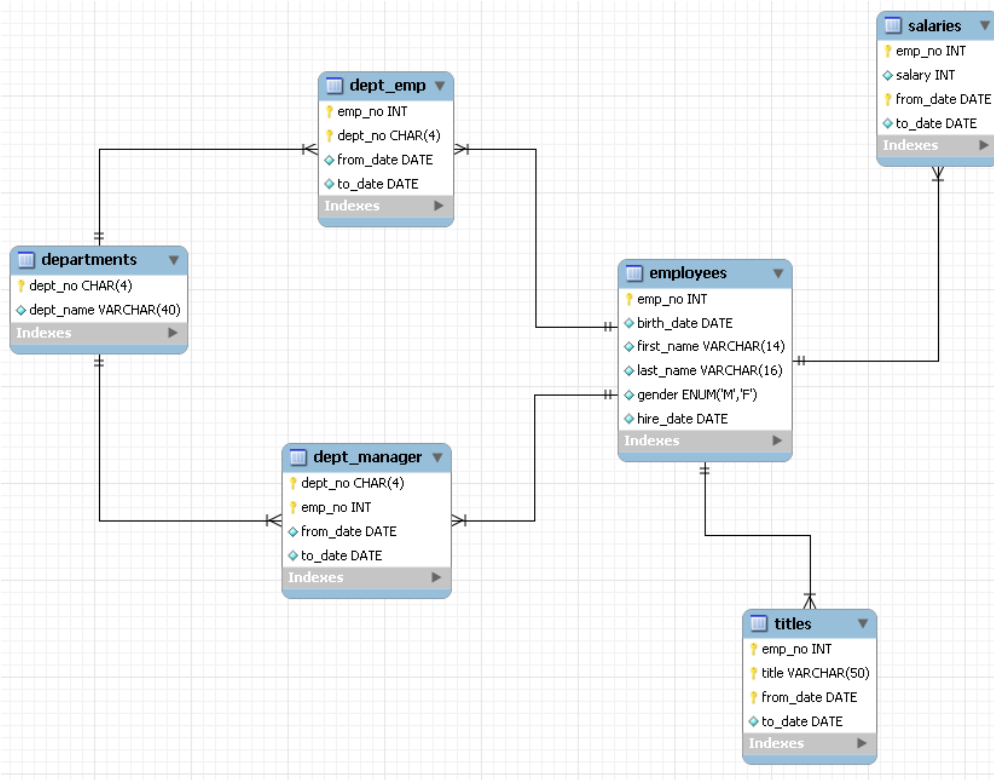 salaries
emp_no INT
salary INT
from_date DATE
to_date DATE
Indexes
dept_emp
emp_no INT
dept_no CHAR(4)
from_date DATE
to_date DATE
Indexes
departments
dept_no CHAR(4)
dept_name VARCHAR(40)
Indexes
employees
emp_no INT
birth_date DATE
first_name VARCHAR(14)
last_name VARCHAR(16)
gender ENUM('M','F')
hire_date DATE
Indexes
dept_manager
dept_no CHAR(4)
emp_no INT
from_date DATE
to_date DATE
Indexes
titles
emp_no INT
title VARCHAR(50)
from_date DATE
to_date DATE
Indexes